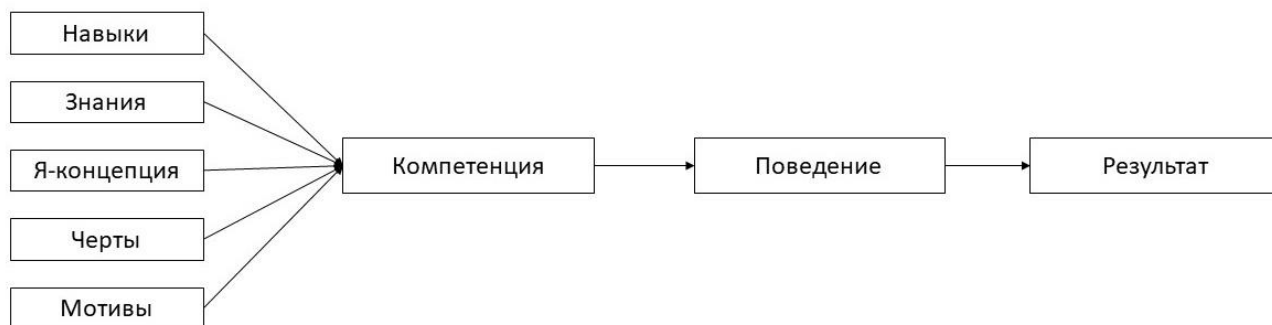 Навыки
Знания
Я-концепция
Черты
Мотивы
Компетенция
Поведение
Результат